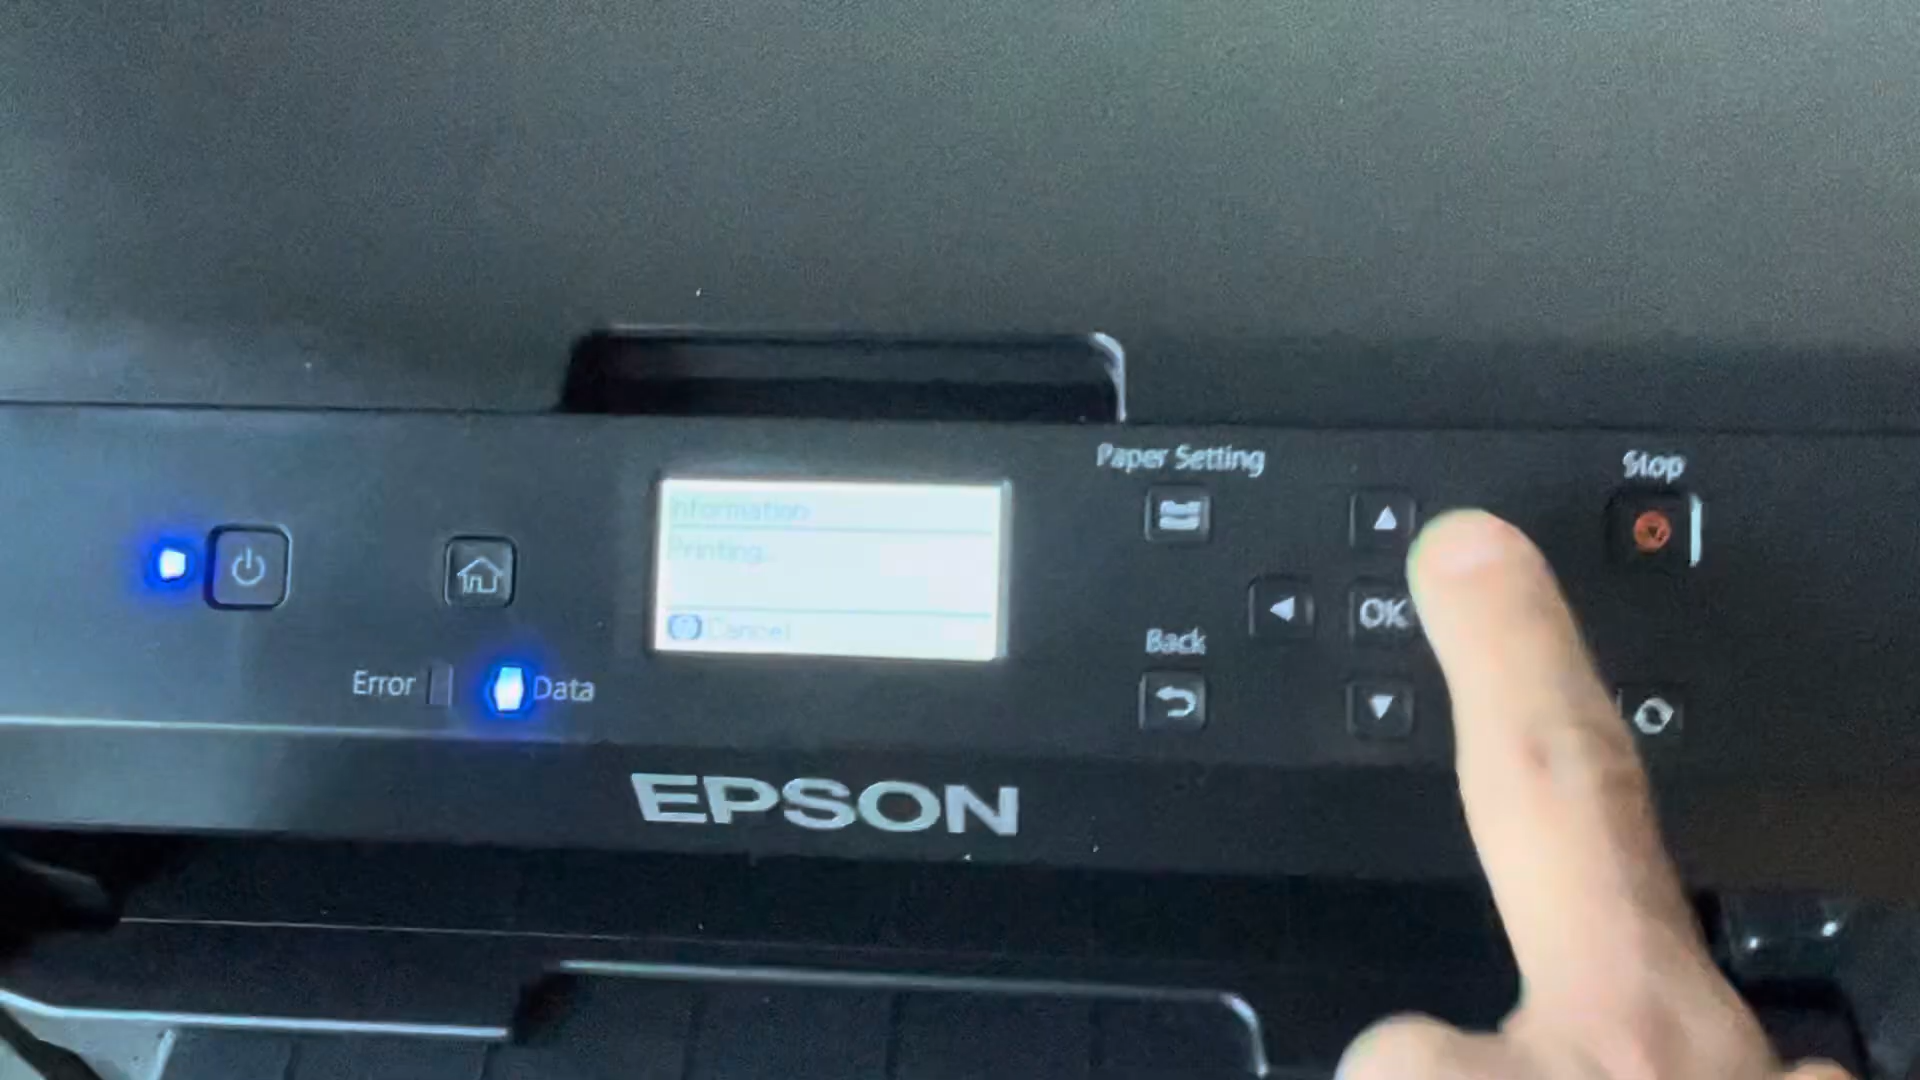 Paper Setting
Stop
Information
Printing...
OK
Cancel
Back
Error
Data
EPSON